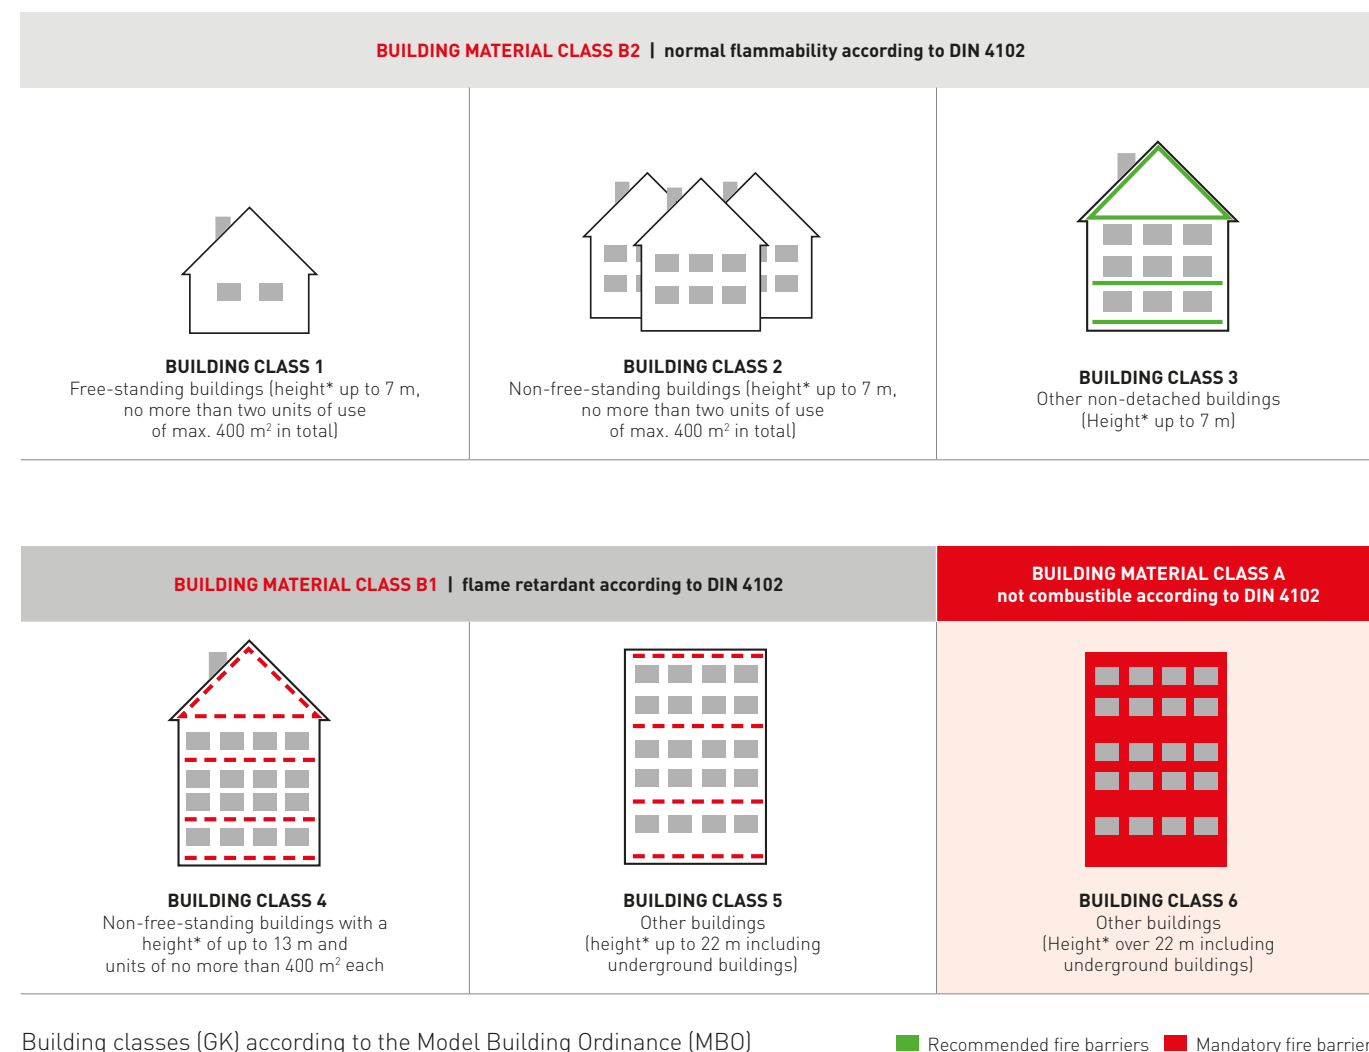 BUILDING MATERIAL CLASS B2 | normal flammability according to DIN 4102
BUILDING CLASS 1
Free-standing buildings (height* up to 7 m,
no more than two units of use
of max. 400 m² in total)
BUILDING CLASS 2
Non-free-standing buildings (height* up to 7 m,
no more than two units of use
of max. 400 m² in total)
BUILDING CLASS 3
Other non-detached buildings
(Height* up to 7 m)
BUILDING MATERIAL CLASS B1 | flame retardant according to DIN 4102
BUILDING MATERIAL CLASS A
not combustible according to DIN 4102
BUILDING CLASS 4
Non-free-standing buildings with a
height* of up to 13 m and
units of no more than 400 m² each
BUILDING CLASS 5
Other buildings
(height* up to 22 m including
underground buildings)
BUILDING CLASS 6
Other buildings
(Height* over 22 m including
underground buildings)
Building classes (GK) according to the Model Building Ordinance (MBO)
Recommended fire barriers
Mandatory fire barrier